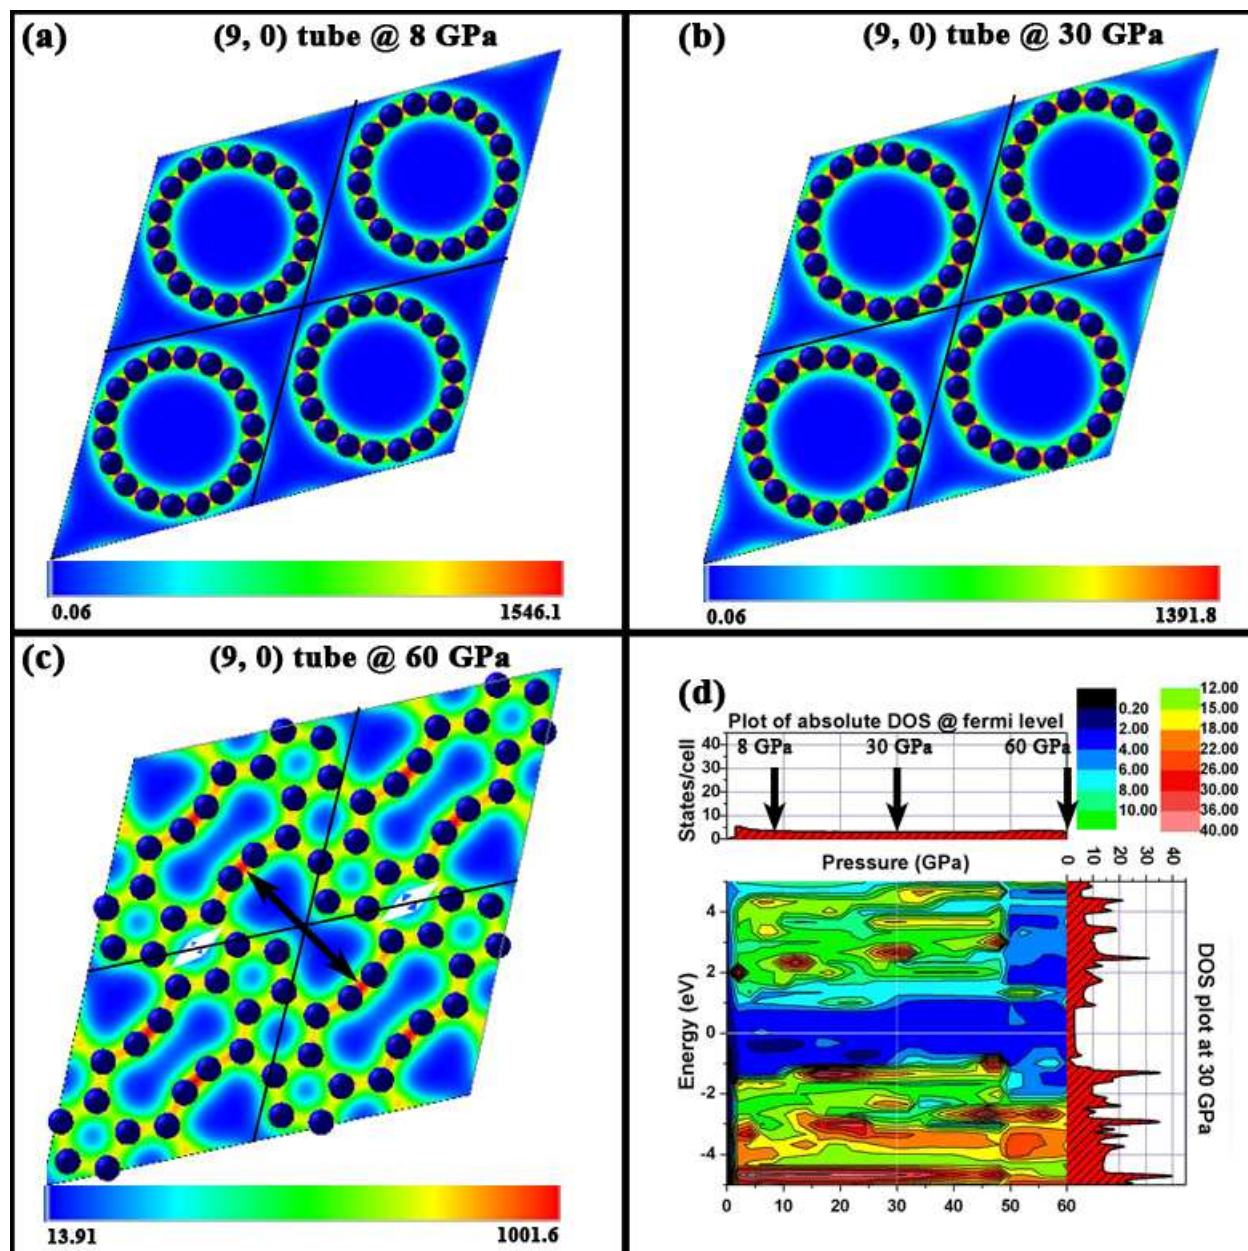 (a) (9, 0) tube @ 8 GPa
0.06 1546.1
(b) (9, 0) tube @ 30 GPa
0.06 1391.8
(c) (9, 0) tube @ 60 GPa
13.91 1001.6
(d)
Plot of absolute DOS @ fermi level
8 GPa 30 GPa 60 GPa
States/cell
40
30
20
10
0
0.20
2.00
4.00
6.00
8.00
10.00
12.00
15.00
18.00
22.00
26.00
30.00
36.00
40.00
Pressure (GPa)
0 10 20 30 40
Energy (eV)
4
2
0
-2
-4
0 10 20 30 40 50 60
DOS plot at 30 GPa